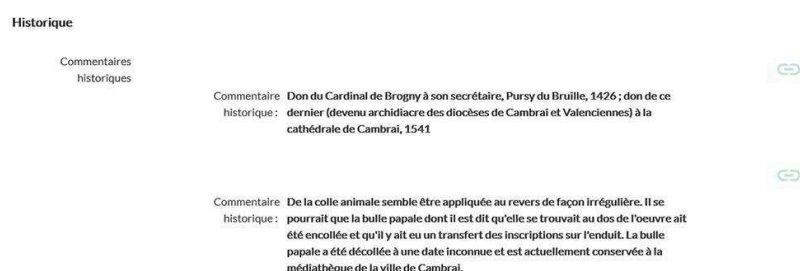 Historique
Commentaires
historiques
Commentaire Don du Cardinal de Brogny à son secrétaire, Pursy du Bruille, 1426 ; don de ce
historique : dernier (devenu archidiacre des diocèses de Cambrai et Valenciennes) à la
cathédrale de Cambrai, 1541
Commentaire De la colle animale semble être appliquée au revers de façon irrégulière. Il se
historique : pourrait que la bulle papale dont il est dit qu'elle se trouvait au dos de l'oeuvre ait
été encollée et qu'il y ait eu un transfert des inscriptions sur l'enduit. La bulle
papale a été décollée à une date inconnue et est actuellement conservée à la
médiathèque de la ville de Cambrai.